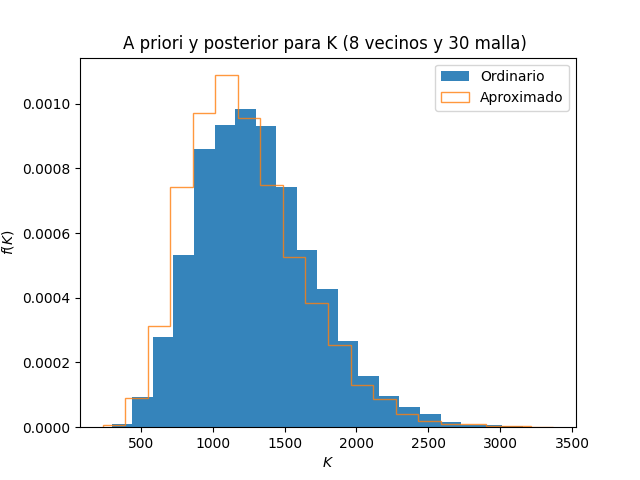 A priori y posterior para K (8 vecinos y 30 malla)
Ordinario
Aproximado
0.0010
0.0008
0.0006
0.0004
0.0002
0.0000
f(K)
500 1000 1500 2000 2500 3000 3500
K